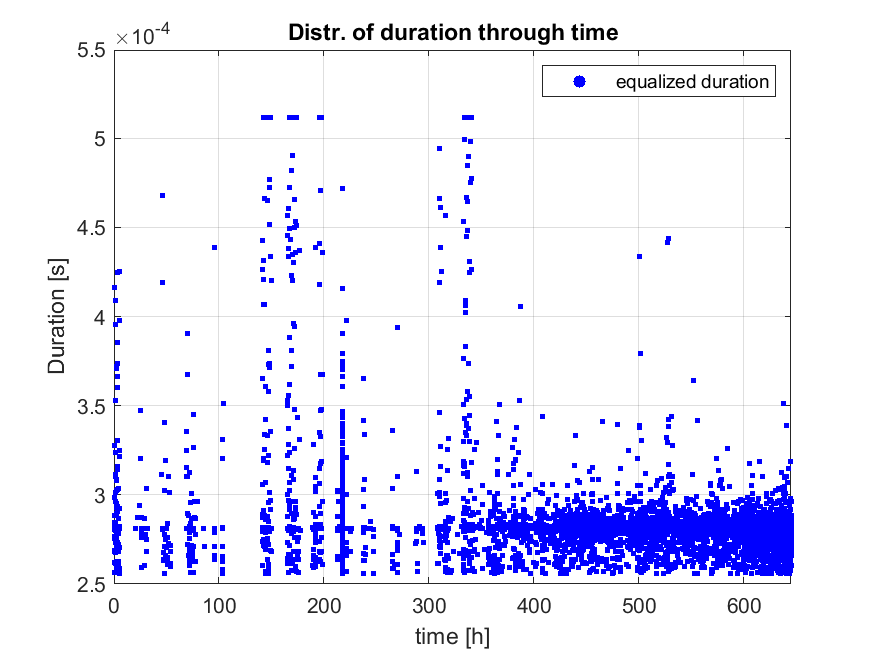 Distr. of duration through time
×10-4
equalized duration
5.5
5
4.5
4
3.5
3
2.5
Duration [s]
0 100 200 300 400 500 600
time [h]